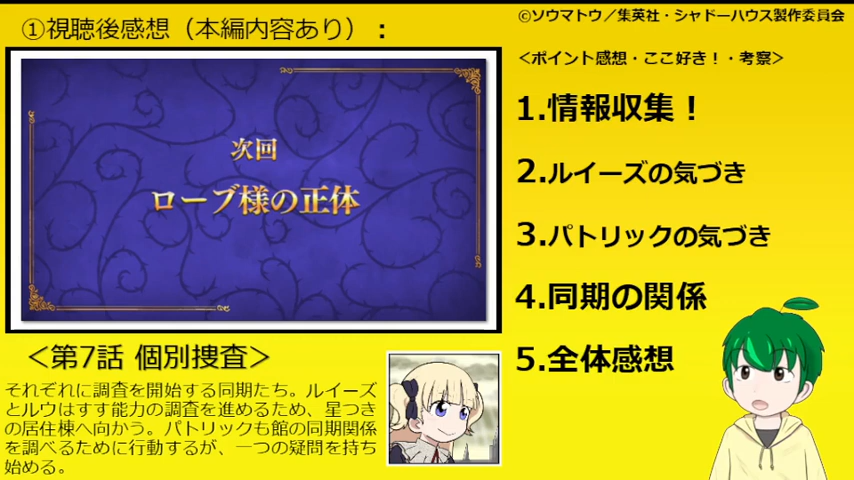 ①視聴後感想（本編内容あり）：
©ソウマトウ／集英社・シャドーハウス製作委員会
＜ポイント感想・ここ好き！・考察＞
1.情報収集！
2.ルイーズの気づき
3.パトリックの気づき
4.同期の関係
5.全体感想
次回
ローブ様の正体
＜第7話 個別捜査＞
それぞれに調査を開始する同期たち。ルイーズ
とルウはすす能力の調査を進めるため、星つき
の居住棟へ向かう。パトリックも館の同期関係
を調べるために行動するが、一つの疑問を持ち
始める。